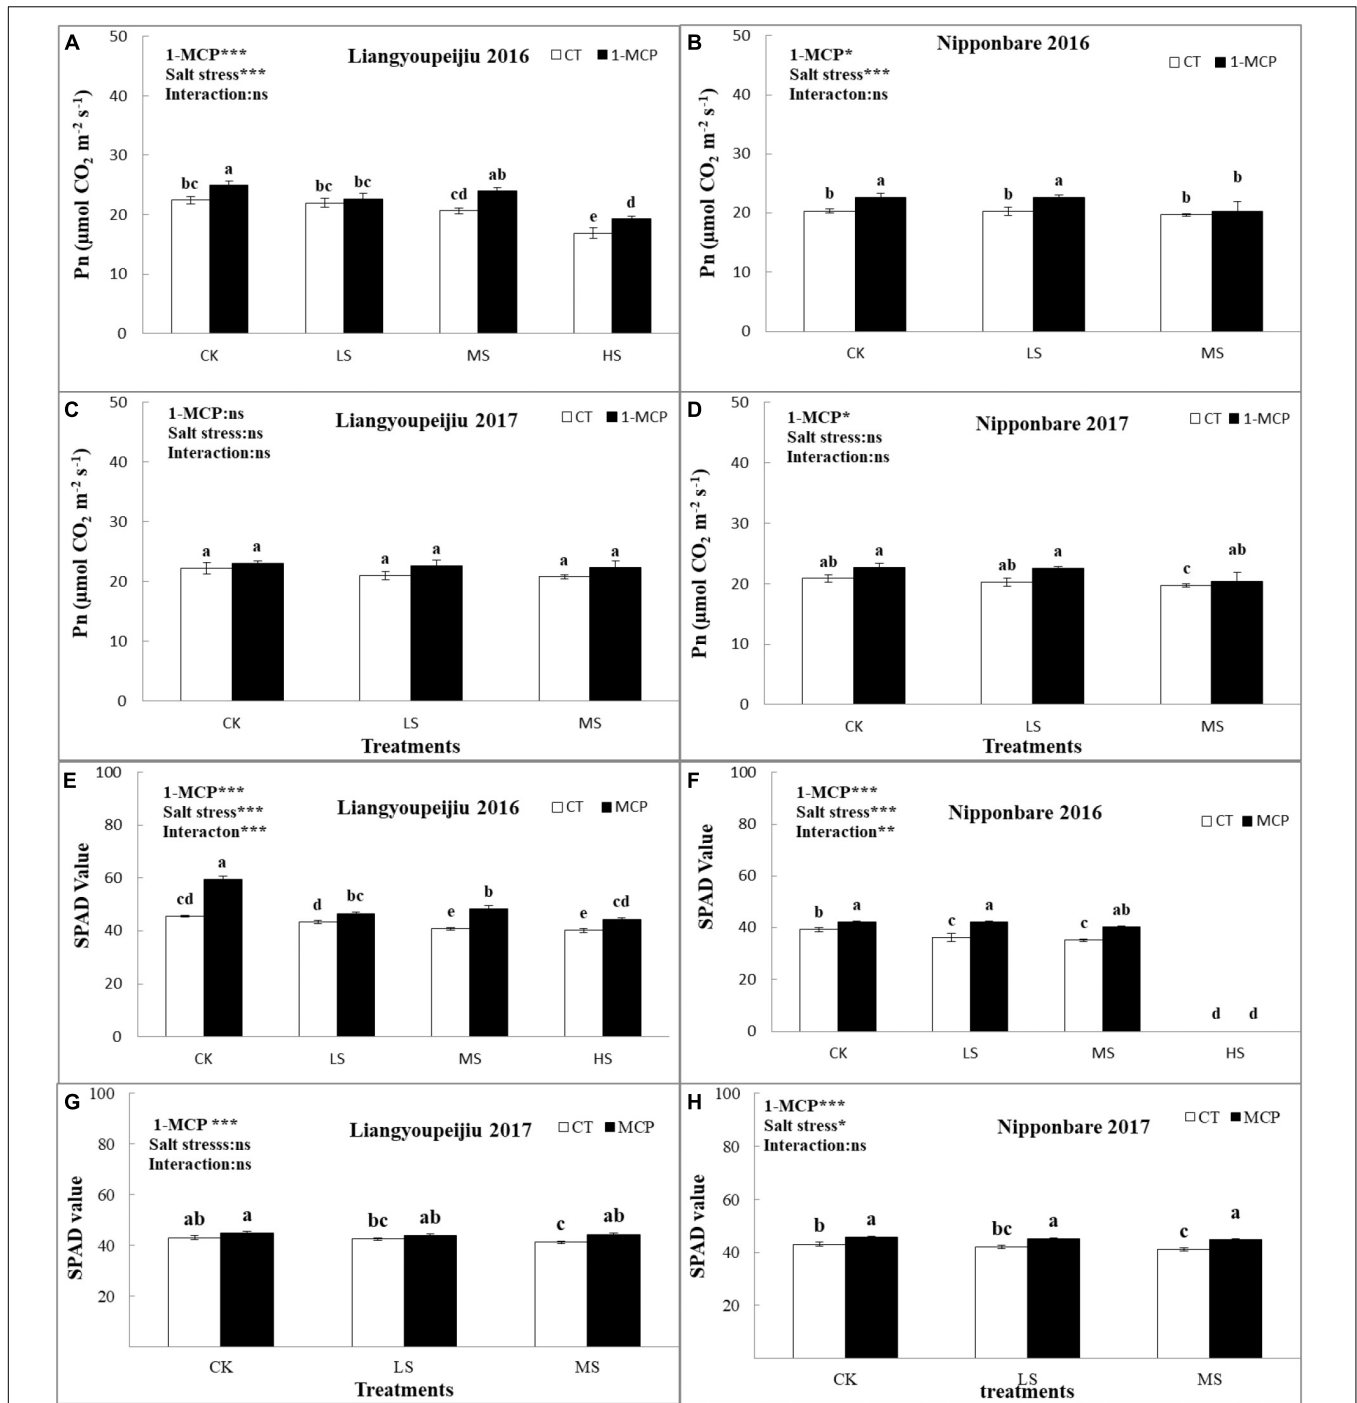 A
1-MCP***
Salt stress***
Interaction:ns
Liangyoupeijiu 2016
CT 1-MCP
Pn (µmol CO2 m-2 s-1)
50
40
30
20
10
0
bc a bc bc cd ab e d
CK LS MS HS
B
1-MCP*
Salt stress***
Interacton:ns
Nipponbare 2016
CT 1-MCP
Pn (µmol CO2 m-2 s-1)
50
40
30
20
10
0
b a b a b b
CK LS MS
C
1-MCP:ns
Salt stress:ns
Interaction:ns
Liangyoupeijiu 2017
CT 1-MCP
Pn (µmol CO2 m-2 s-1)
50
40
30
20
10
0
a a a a a a
CK LS MS
Treatments
D
1-MCP*
Salt stress:ns
Interaction:ns
Nipponbare 2017
CT 1-MCP
Pn (µmol CO2 m-2 s-1)
50
40
30
20
10
0
ab a ab a c ab
CK LS MS
Treatments
E
1-MCP***
Salt stress***
Interacton***
Liangyoupeijiu 2016
CT MCP
SPAD Value
100
80
60
40
20
0
cd a d bc e b e cd
CK LS MS HS
F
1-MCP***
Salt stress***
Interaction**
Nipponbare 2016
CT MCP
SPAD Value
100
80
60
40
20
0
b a c a c ab d d
CK LS MS HS
G
1-MCP ***
Salt stresss:ns
Interaction:ns
Liangyoupeijiu 2017
CT MCP
SPAD value
100
80
60
40
20
ab a bc ab c ab
CK LS MS
Treatments
H
1-MCP***
Salt stress*
Interaction:ns
Nipponbare 2017
CT MCP
SPAD value
100
80
60
40
20
b a bc a c a
CK LS MS
treatments